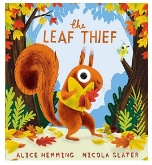 the
LEAF THIEF
ALICE HEMMING NICOLA SLATER